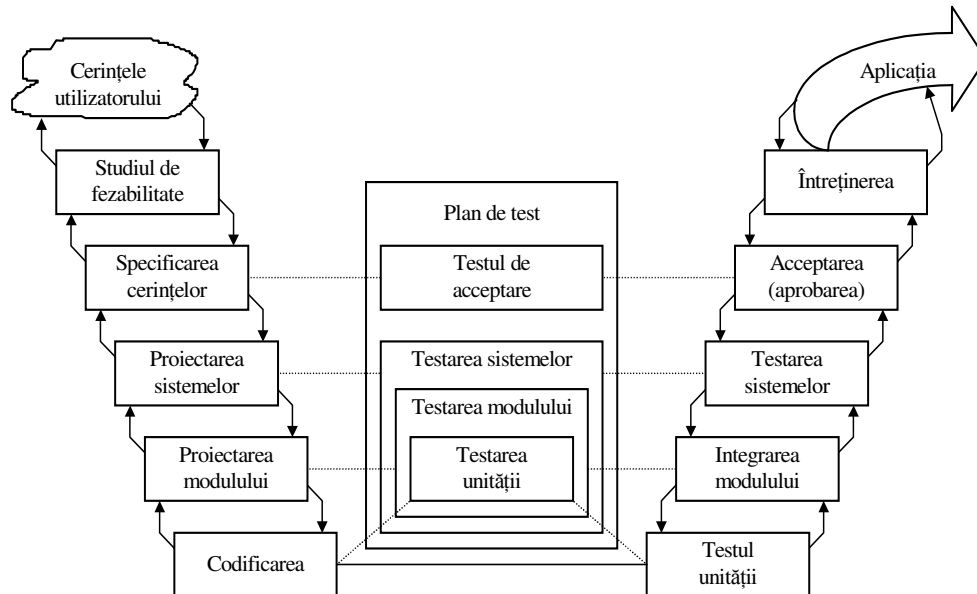 Cerințele
utilizatorului
Aplicația
Studiul de
fezabilitate
Întreținerea
Plan de test
Specificarea
cerințelor
Testul de
acceptare
Acceptarea
(aprobarea)
Proiectarea
sistemelor
Testarea sistemelor
Testarea
sistemelor
Testarea modulului
Proiectarea
modulului
Testarea
unității
Integrarea
modulului
Codificarea
Testul
unității